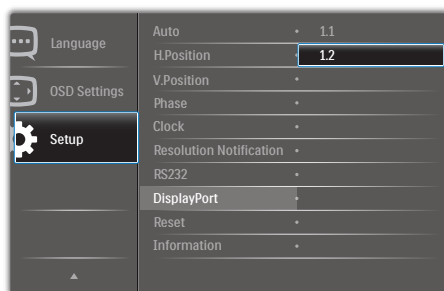 Language
OSD Settings
Setup
Auto
H.Position
V.Position
Phase
Clock
Resolution Notification
RS232
DisplayPort
Reset
Information
1.1
1.2